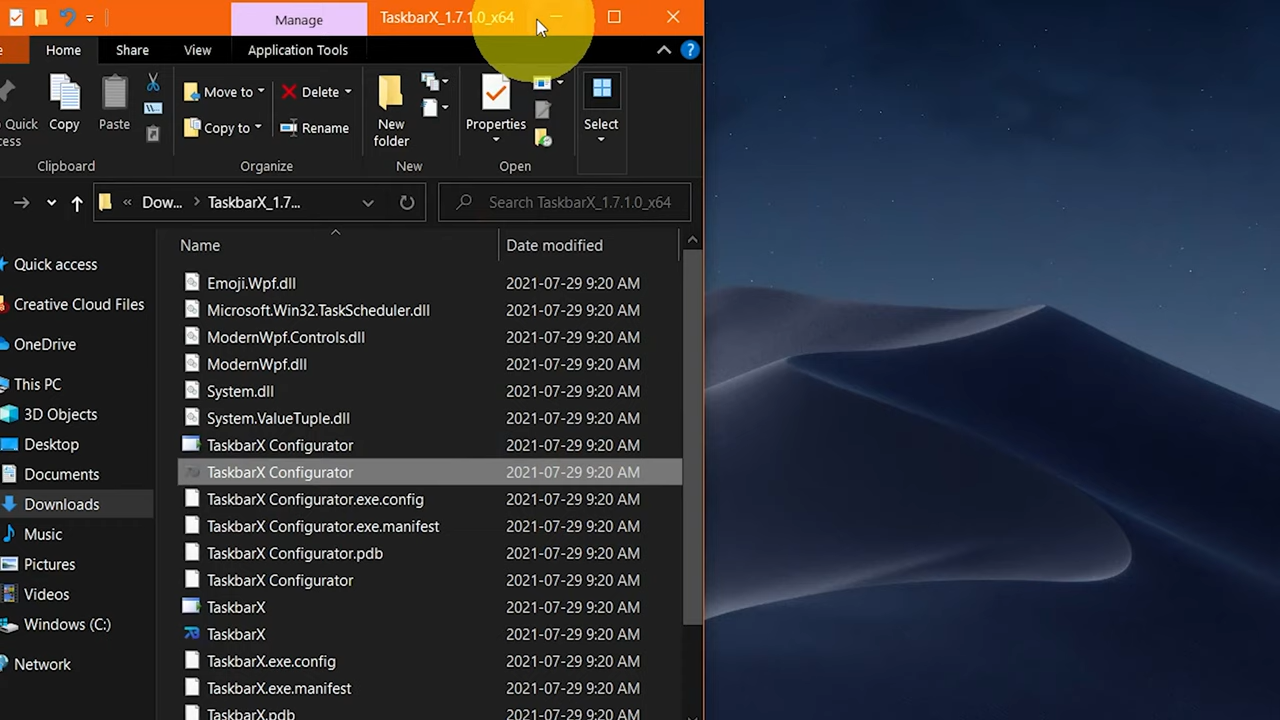 Manage
TaskbarX_1.7.1.0_x64
Home
Share
View
Application Tools
Copy
Paste
Move to
Copy to
Delete
Rename
New
folder
Properties
Select
Quick
Clipboard
Organize
New
Open
« Dow... > TaskbarX_1.7...
Search TaskbarX_1.7.1.0_x64
Name
Date modified
Quick access
Creative Cloud Files
OneDrive
This PC
3D Objects
Desktop
Documents
Downloads
Music
Pictures
Videos
Windows (C:)
Network
Emoji.Wpf.dll 2021-07-29 9:20 AM
Microsoft.Win32.TaskScheduler.dll 2021-07-29 9:20 AM
ModernWpf.Controls.dll 2021-07-29 9:20 AM
ModernWpf.dll 2021-07-29 9:20 AM
System.dll 2021-07-29 9:20 AM
System.ValueTuple.dll 2021-07-29 9:20 AM
TaskbarX Configurator 2021-07-29 9:20 AM
TaskbarX Configurator 2021-07-29 9:20 AM
TaskbarX Configurator.exe.config 2021-07-29 9:20 AM
TaskbarX Configurator.exe.manifest 2021-07-29 9:20 AM
TaskbarX Configurator.pdb 2021-07-29 9:20 AM
TaskbarX Configurator 2021-07-29 9:20 AM
TaskbarX 2021-07-29 9:20 AM
TaskbarX 2021-07-29 9:20 AM
TaskbarX.exe.config 2021-07-29 9:20 AM
TaskbarX.exe.manifest 2021-07-29 9:20 AM
TaskbarX.pdb 2021-07-29 9:20 AM